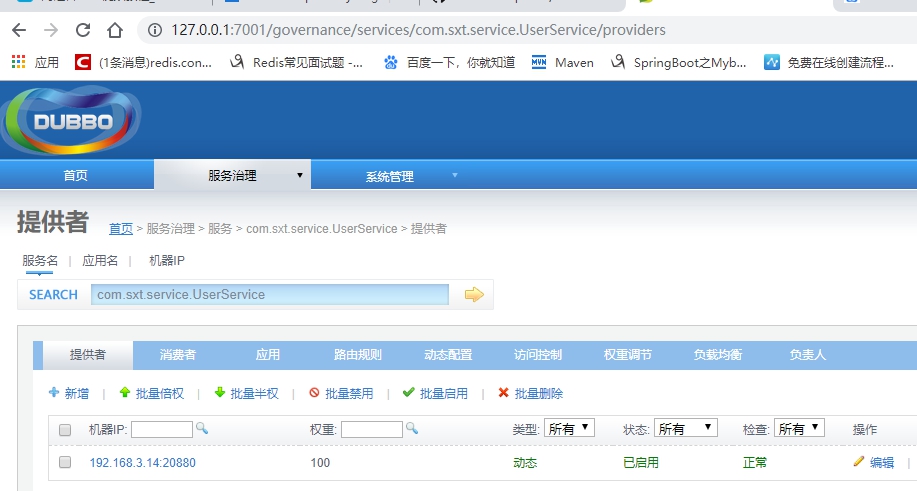 127.0.0.1:7001/governance/services/com.sxt.service.UserService/providers
应用 (1条消息)redis.con... Redis常见面试题 -... 百度一下，你就知道 Maven SpringBoot之Myb... 免费在线创建流程...
DUBBO
首页 服务治理 系统管理
提供者 首页 > 服务治理 > 服务 > com.sxt.service.UserService > 提供者
服务名 | 应用名 | 机器IP
SEARCH com.sxt.service.UserService
提供者 消费者 应用 路由规则 动态配置 访问控制 权重调节 负载均衡 负责人
新增 | 批量倍权 | 批量半权 | 批量禁用 | 批量启用 | 批量删除
机器IP: 权重: 类型: 所有 状态: 所有 检查: 所有 操作
192.168.3.14:20880 100 动态 已启用 正常 编辑 |